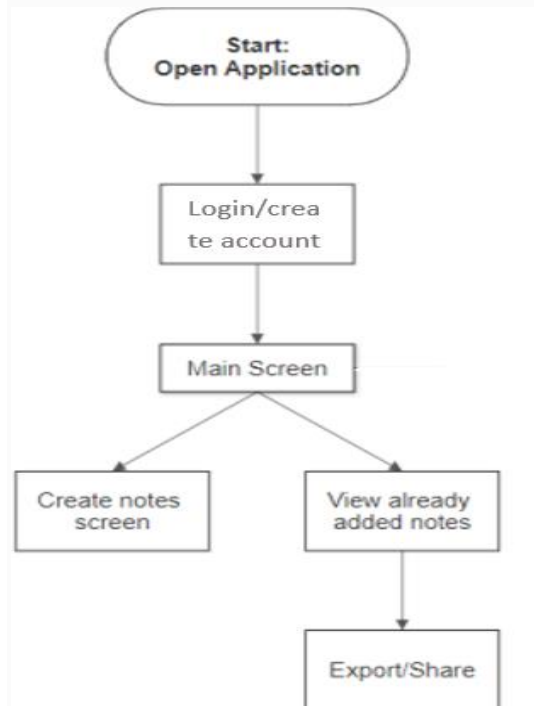 Start:
Open Application
Login/crea
te account
Main Screen
Create notes
screen
View already
added notes
Export/Share